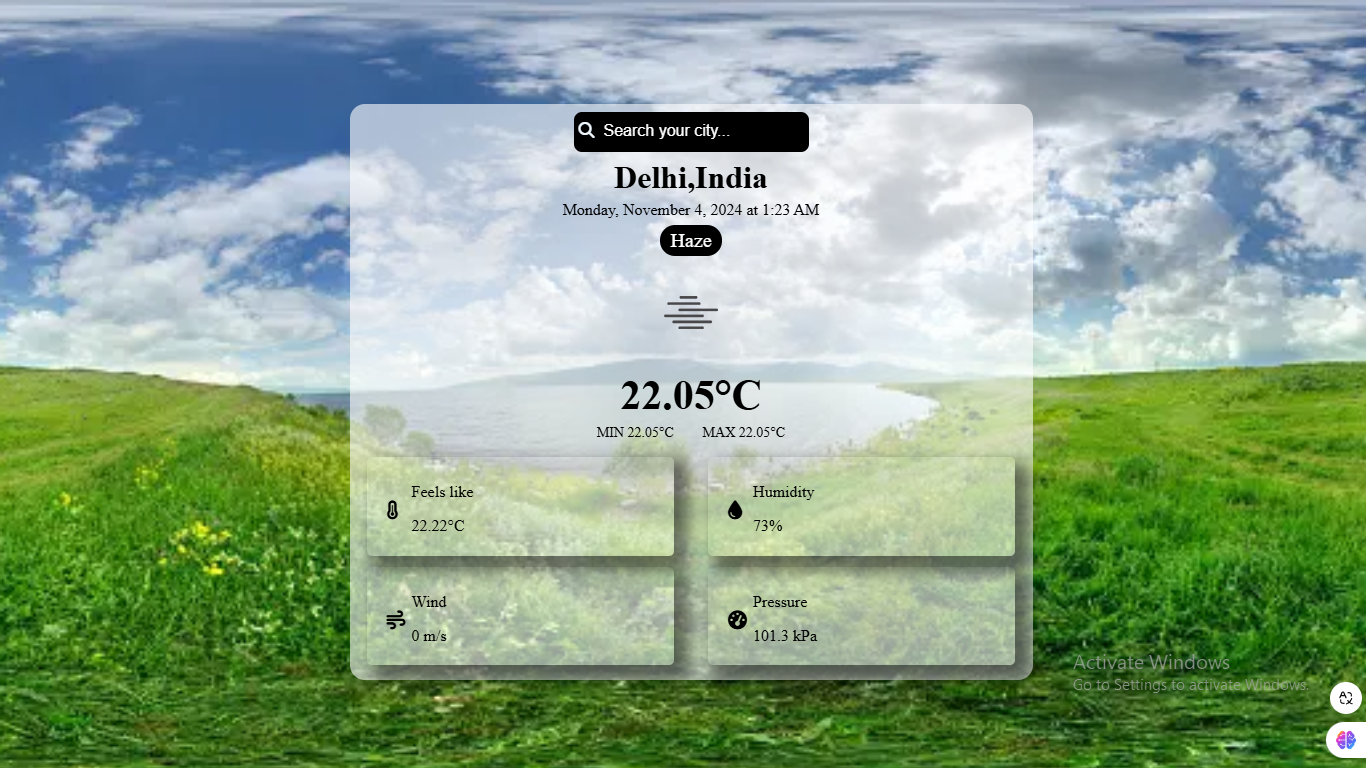 Search your city...
Delhi,India
Monday, November 4, 2024 at 1:23 AM
Haze
22.05°C
MIN 22.05°C MAX 22.05°C
Feels like
22.22°C
Humidity
73%
Wind
0 m/s
Pressure
101.3 kPa
Activate Windows
Go to Settings to activate Windows.